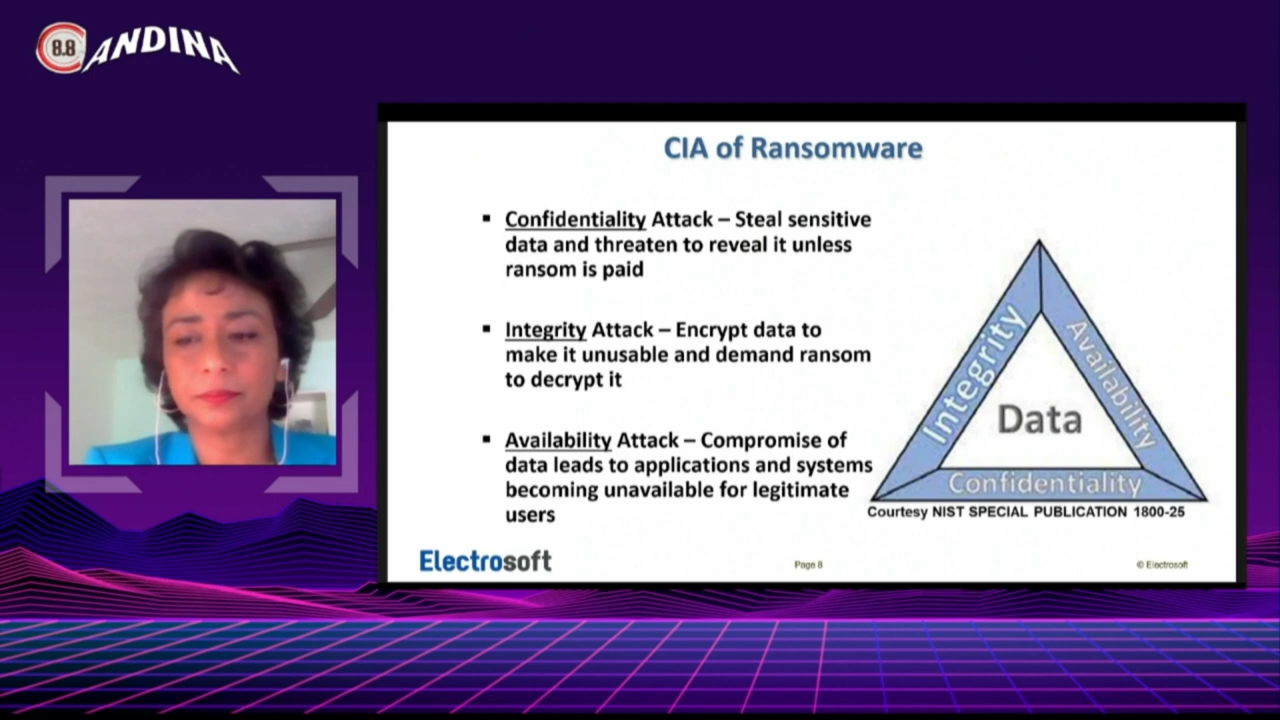 8.8 ANDINA
CIA of Ransomware
▪ Confidentiality Attack – Steal sensitive
data and threaten to reveal it unless
ransom is paid
▪ Integrity Attack – Encrypt data to
make it unusable and demand ransom
to decrypt it
▪ Availability Attack – Compromise of
data leads to applications and systems
becoming unavailable for legitimate
users
Integrity
Availability
Data
Confidentiality
Courtesy NIST SPECIAL PUBLICATION 1800-25
Electrosoft
Page 8
© Electrosoft